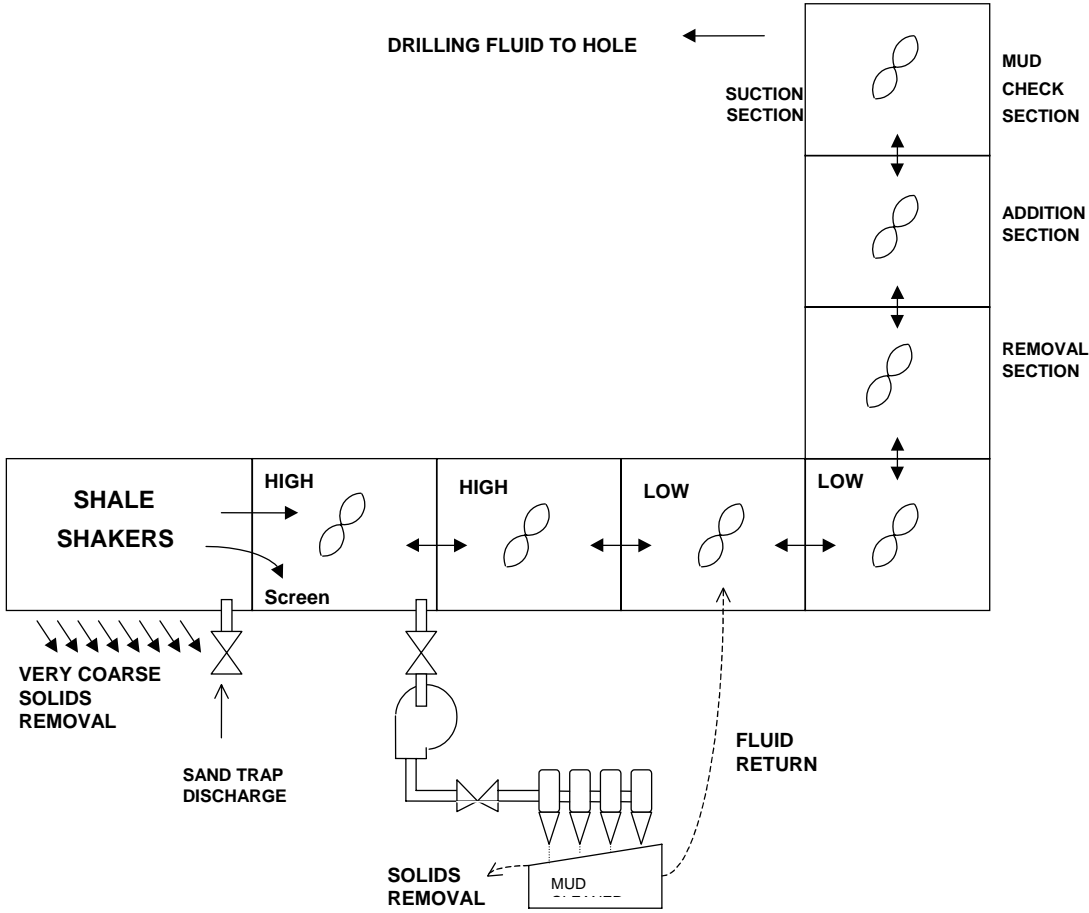 DRILLING FLUID TO HOLE
SUCTION
SECTION
MUD
CHECK
SECTION
ADDITION
SECTION
REMOVAL
SECTION
SHALE
SHAKERS
HIGH
Screen
HIGH
LOW
LOW
VERY COARSE
SOLIDS
REMOVAL
SAND TRAP
DISCHARGE
FLUID
RETURN
SOLIDS
REMOVAL
MUD